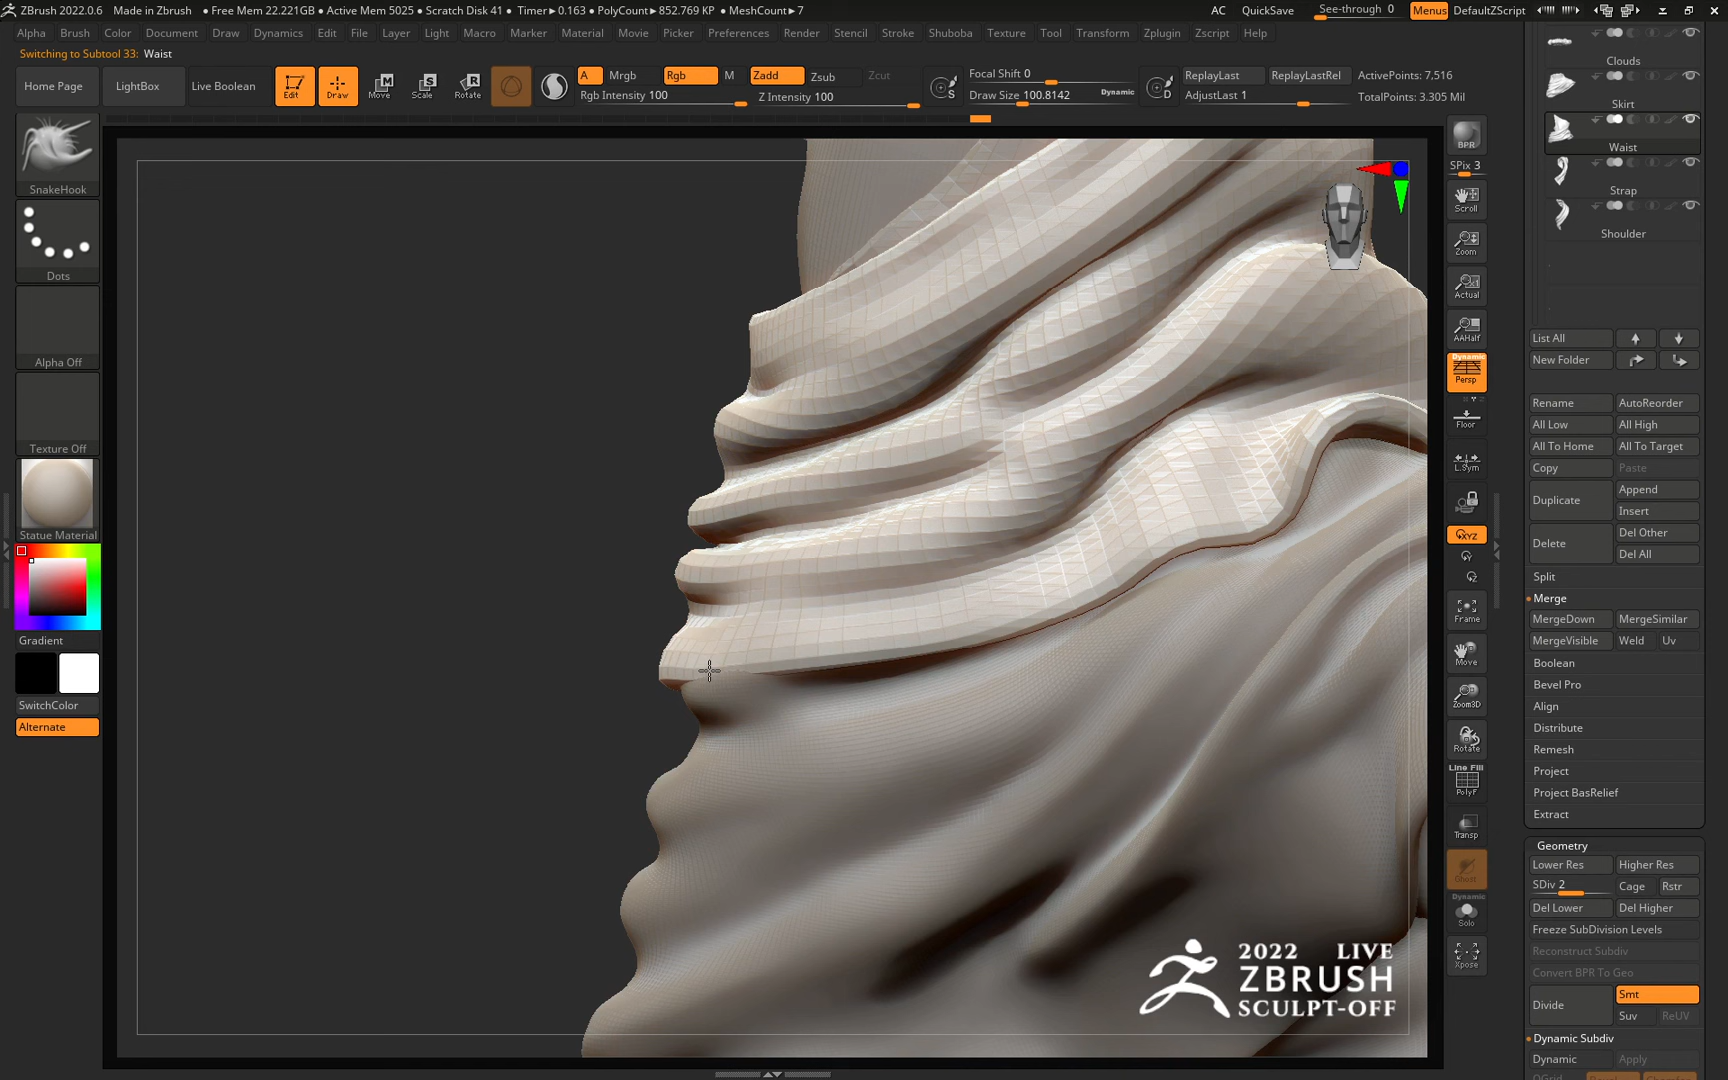 ZBrush 2022.0.6 Made in Zbrush • Free Mem 22.221GB • Active Mem 5025 • Scratch Disk 41 • Timer▸0.163 • PolyCount▸852.769 KP • MeshCount▸7 AC QuickSave See-through 0 Menus DefaultZScript
Alpha Brush Color Document Draw Dynamics Edit File Layer Light Macro Marker Material Movie Picker Preferences Render Stencil Stroke Shuboba Texture Tool Transform Zplugin Zscript Help
Switching to Subtool 33: Waist
Home Page LightBox Live Boolean Edit Draw Move Scale Rotate
A Mrgb Rgb M Zadd Zsub Zcut
Rgb Intensity 100 Z Intensity 100
Focal Shift 0
Draw Size 100.8142 Dynamic
ReplayLast ReplayLastRel ActivePoints: 7,516
AdjustLast 1 TotalPoints: 3.305 Mil
SnakeHook
Dots
Alpha Off
Texture Off
Statue Material
Gradient
SwitchColor
Alternate
BPR
SPix 3
Scroll
Zoom
Actual
AAHalf
Dynamic
Persp
Floor
L.Sym
XYZ
Y
Z
Frame
Move
Zoom3D
Rotate
Line Fill
PolyF
Transp
Ghost
Dynamic
Solo
Xpose
Clouds
Skirt
Waist
Strap
Shoulder
List All
New Folder
Rename AutoReorder
All Low All High
All To Home All To Target
Copy Paste
Duplicate Append
Insert
Delete Del Other
Del All
Split
Merge
MergeDown MergeSimilar
MergeVisible Weld Uv
Boolean
Bevel Pro
Align
Distribute
Remesh
Project
Project BasRelief
Extract
Geometry
Lower Res Higher Res
SDiv 2 Cage Rstr
Del Lower Del Higher
Freeze SubDivision Levels
Reconstruct Subdiv
Convert BPR To Geo
Divide Smt
Suv ReUV
Dynamic Subdiv
Dynamic Apply
2022 LIVE
ZBRUSH
SCULPT-OFF